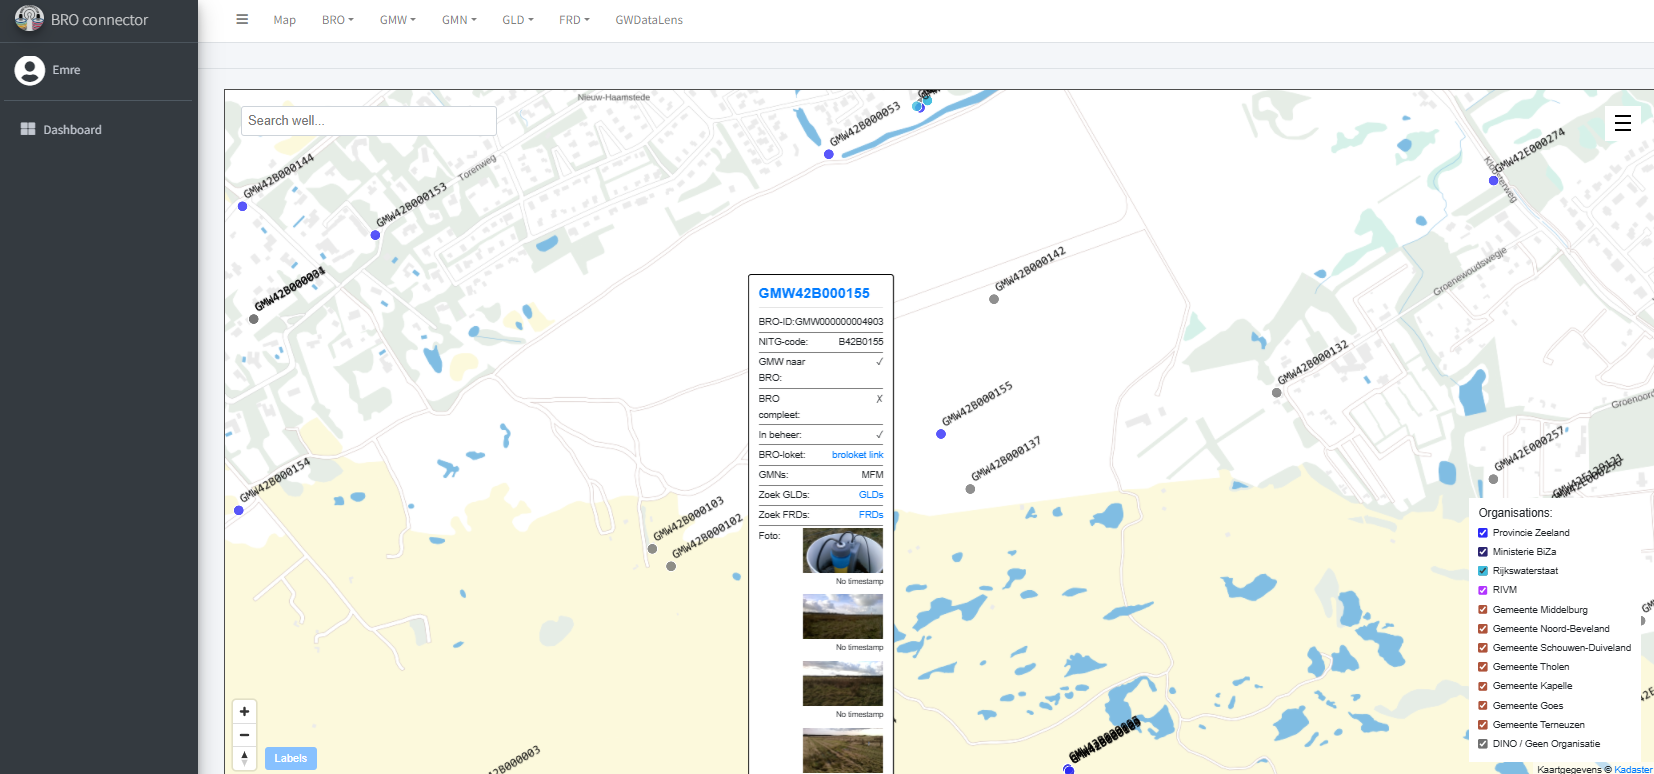 BRO connector
Map
BRO
GMW
GMN
GLD
FRD
GWDataLens
Emre
Dashboard
Search well...
Nieuw-Haamstede
Torenweg
Kloosterweg
Groenewoudswegje
GMW42B000053
GMW42E000274
GMW42B000144
GMW42B000153
GMW42B000142
GMW42B000132
GMW42B000155
GMW42B000137
GMW42E000257
GMW42B000154
GMW42B000103
GMW42B000102
GMW42B000155
BRO-ID:GMW000000004903
NITG-code: B42B0155
GMW naar ✓
BRO:
BRO X
compleet:
In beheer: ✓
BRO-loket: broloket link
GMNs: MFM
Zoek GLDs: GLDs
Zoek FRDs: FRDs
Foto:
No timestamp
No timestamp
No timestamp
Organisations:
Provincie Zeeland
Ministerie BiZa
Rijkswaterstaat
RIVM
Gemeente Middelburg
Gemeente Noord-Beveland
Gemeente Schouwen-Duiveland
Gemeente Tholen
Gemeente Kapelle
Gemeente Goes
Gemeente Terneuzen
DINO / Geen Organisatie
Labels
Kaartgegevens © Kadaster